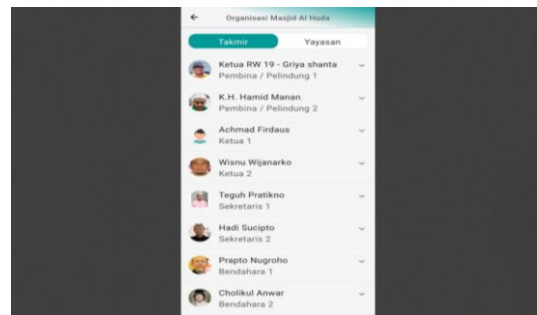 Organisasi Masjid Al Huda
Takmir
Yayasan
Ketua RW 19 - Griya shanta
Pembina / Pelindung 1
K.H. Hamid Manan
Pembina / Pelindung 2
Achmad Firdaus
Ketua 1
Wisnu Wijanarko
Ketua 2
Teguh Pratikno
Sekretaris 1
Hadi Sucipto
Sekretaris 2
Prapto Nugroho
Bendahara 1
Cholikul Anwar
Bendahara 2